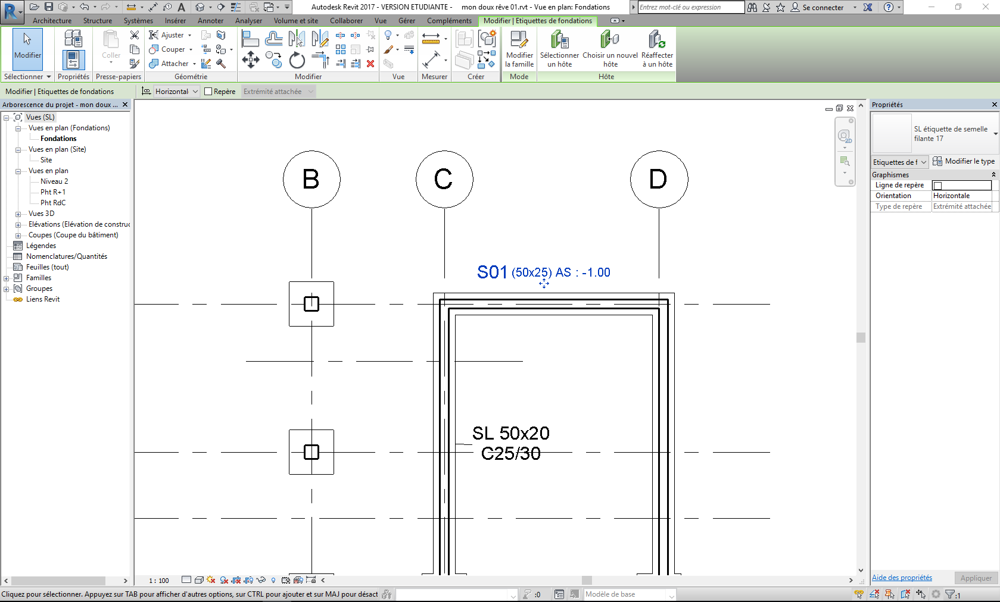 Autodesk Revit 2017 - VERSION ETUDIANTE - mon doux rêve 01.rvt - Vue en plan: Fondations
Entrez mot-clé ou expression
Se connecter
Architecture Structure Systèmes Insérer Annoter Analyser Volume et site Collaborer Vue Gérer Compléments Modifier | Etiquettes de fondations
Modifier
Coller
Ajuster
Couper
Attacher
Modifier
la famille
Sélectionner
un hôte
Choisir un nouvel
hôte
Réaffecter
à un hôte
Sélectionner Propriétés Presse-papiers Géométrie Modifier Vue Mesurer Créer Mode Hôte
Modifier | Etiquettes de fondations
Horizontale
Repère
Extrémité attachée
Arborescence du projet - mon doux ...
Vues (SL)
Vues en plan (Fondations)
Fondations
Vues en plan (Site)
Site
Vues en plan
Niveau 2
Pht R+1
Pht RdC
Vues 3D
Elévations (Elévation de construc
Coupes (Coupe du bâtiment)
Légendes
Nomenclatures/Quantités
Feuilles (tout)
Familles
Groupes
Liens Revit
2D
B C D
S01 (50x25) AS : -1.00
SL 50x20
C25/30
Propriétés
SL étiquette de semelle
filante 17
Etiquettes de f
Modifier le type
Graphismes
Ligne de repère
Orientation Horizontale
Type de repère Extrémité attachée
Aide des propriétés
Appliquer
1 : 100
Cliquez pour sélectionner. Appuyez sur TAB pour afficher d'autres options, sur CTRL pour ajouter et sur MAJ pour désact
:0
Modèle de base
:1